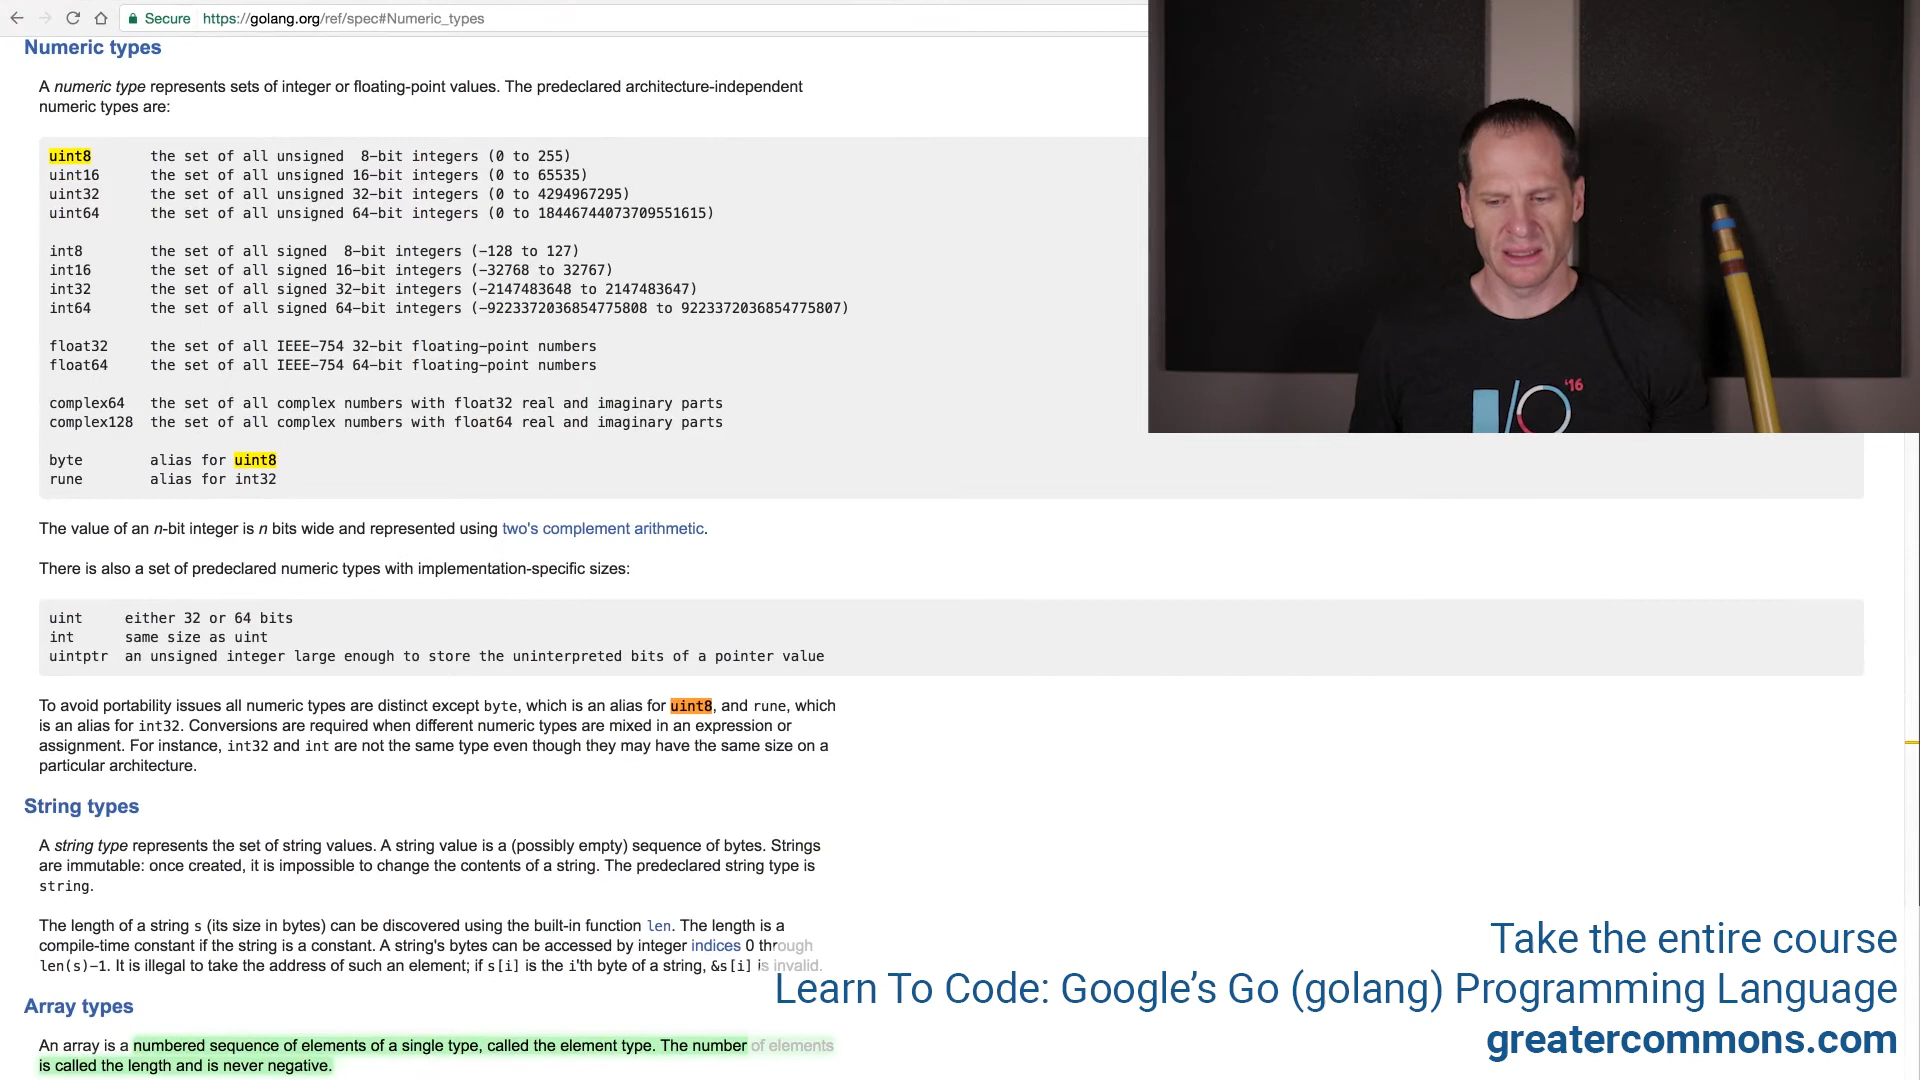 Secure https://golang.org/ref/spec#Numeric_types
Numeric types
A numeric type represents sets of integer or floating-point values. The predeclared architecture-independent
numeric types are:
uint8 the set of all unsigned 8-bit integers (0 to 255)
uint16 the set of all unsigned 16-bit integers (0 to 65535)
uint32 the set of all unsigned 32-bit integers (0 to 4294967295)
uint64 the set of all unsigned 64-bit integers (0 to 18446744073709551615)
int8 the set of all signed 8-bit integers (-128 to 127)
int16 the set of all signed 16-bit integers (-32768 to 32767)
int32 the set of all signed 32-bit integers (-2147483648 to 2147483647)
int64 the set of all signed 64-bit integers (-9223372036854775808 to 9223372036854775807)
float32 the set of all IEEE-754 32-bit floating-point numbers
float64 the set of all IEEE-754 64-bit floating-point numbers
complex64 the set of all complex numbers with float32 real and imaginary parts
complex128 the set of all complex numbers with float64 real and imaginary parts
byte alias for uint8
rune alias for int32
The value of an n-bit integer is n bits wide and represented using two's complement arithmetic.
There is also a set of predeclared numeric types with implementation-specific sizes:
uint either 32 or 64 bits
int same size as uint
uintptr an unsigned integer large enough to store the uninterpreted bits of a pointer value
To avoid portability issues all numeric types are distinct except byte, which is an alias for uint8, and rune, which
is an alias for int32. Conversions are required when different numeric types are mixed in an expression or
assignment. For instance, int32 and int are not the same type even though they may have the same size on a
particular architecture.
String types
A string type represents the set of string values. A string value is a (possibly empty) sequence of bytes. Strings
are immutable: once created, it is impossible to change the contents of a string. The predeclared string type is
string.
The length of a string s (its size in bytes) can be discovered using the built-in function len. The length is a
compile-time constant if the string is a constant. A string's bytes can be accessed by integer indices 0 through
len(s)-1. It is illegal to take the address of such an element; if s[i] is the i'th byte of a string, &s[i] is invalid.
Array types
An array is a numbered sequence of elements of a single type, called the element type. The number of elements
is called the length and is never negative.
I/O '16
Take the entire course
Learn To Code: Google's Go (golang) Programming Language
greatercommons.com